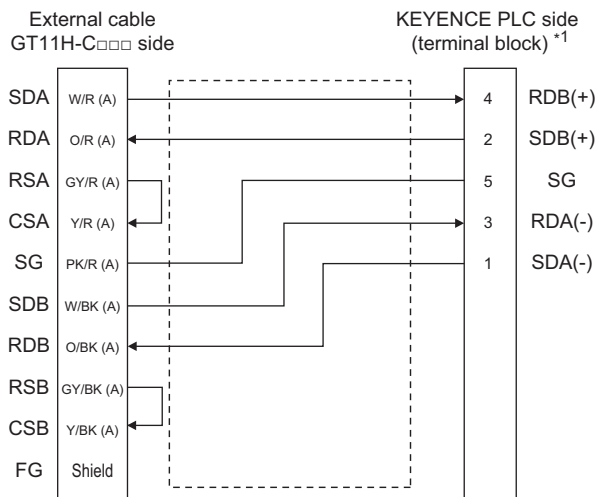 External cable
GT11H-C□□□ side
KEYENCE PLC side
(terminal block) *1
SDA W/R (A) 4 RDB(+)
RDA O/R (A) 2 SDB(+)
RSA GY/R (A) 5 SG
CSA Y/R (A) 3 RDA(-)
SG PK/R (A) 1 SDA(-)
SDB W/BK (A)
RDB O/BK (A)
RSB GY/BK (A)
CSB Y/BK (A)
FG Shield